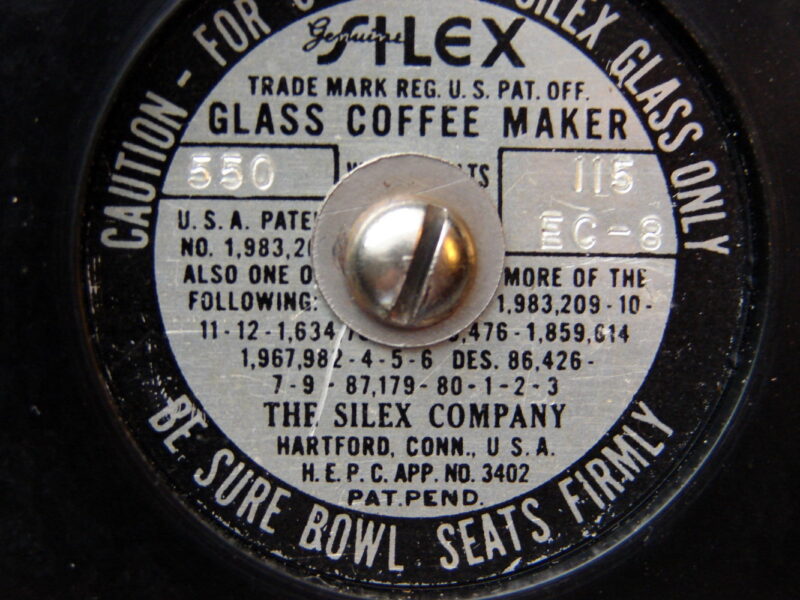 CAUTION - FOR
SILEX GLASS ONLY
Genuine SILEX
TRADE MARK REG. U. S. PAT. OFF.
GLASS COFFEE MAKER
550 115
EC-8
U. S. A.
NO. 1,983,
ALSO ONE MORE OF THE
FOLLOWING: 1,983,209-10-
11-12-1,634 476-1,859,614
1,967,982-4-5-6 DES. 86,426-
7-9-87,179-80-1-2-3
THE SILEX COMPANY
HARTFORD, CONN., U S. A.
H. E. P. C. APP. NO. 3402
PAT. PEND.
BE SURE BOWL SEATS FIRMLY